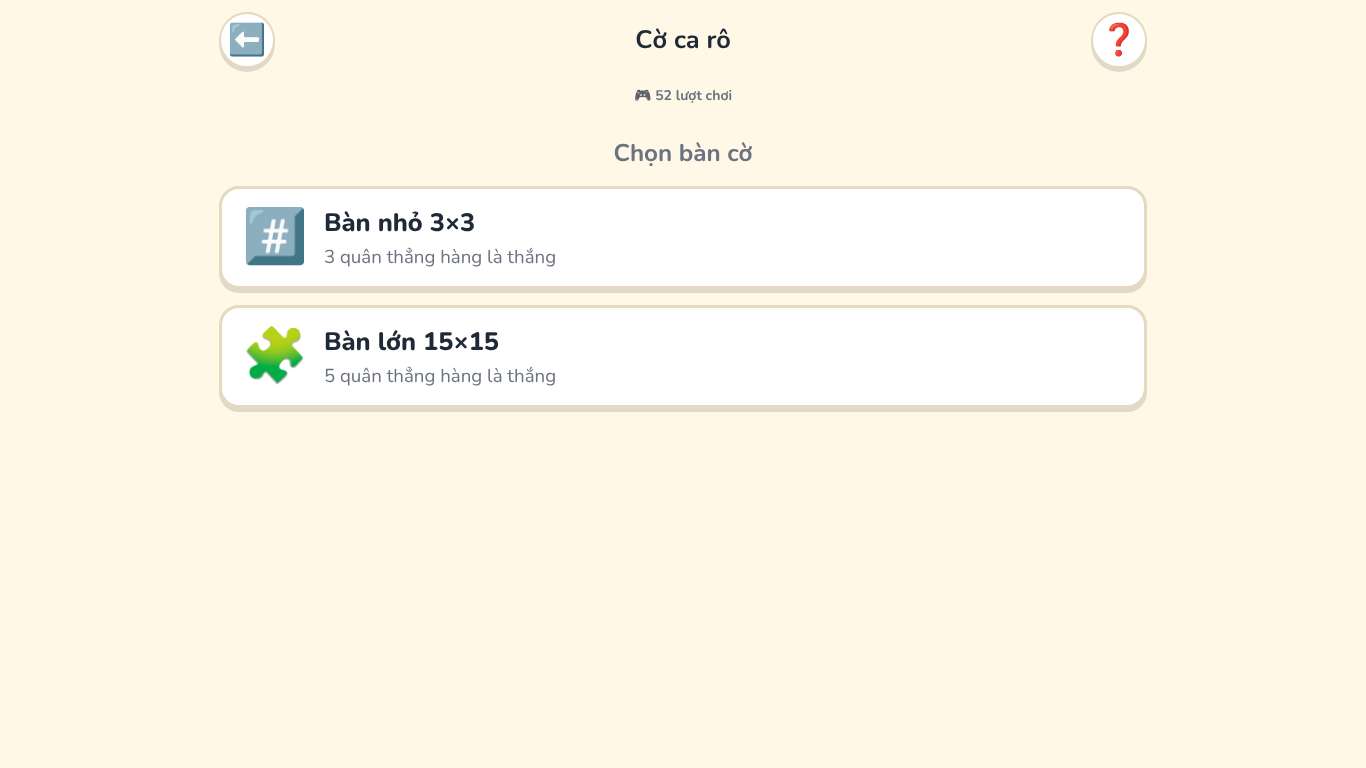 Cờ ca rô
🎮 52 lượt chơi
Chọn bàn cờ
Bàn nhỏ 3×3
3 quân thẳng hàng là thắng
Bàn lớn 15×15
5 quân thẳng hàng là thắng